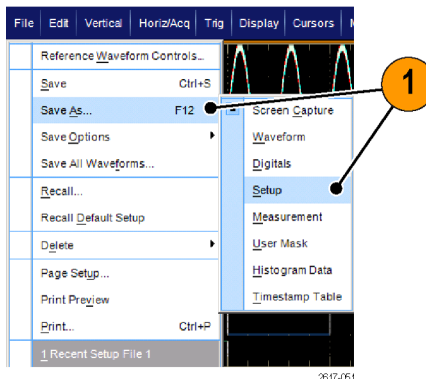 File Edit Vertical Horiz/Acq Trig Display Cursors
Reference Waveform Controls...
Save Ctrl+S
Save As... F12
Save Options
Save All Waveforms...
Recall...
Recall Default Setup
Delete
Page Setup...
Print Preview
Print... Ctrl+P
1 Recent Setup File 1
Screen Capture
Waveform
Digitals
Setup
Measurement
User Mask
Histogram Data
Timestamp Table
1
2617-051